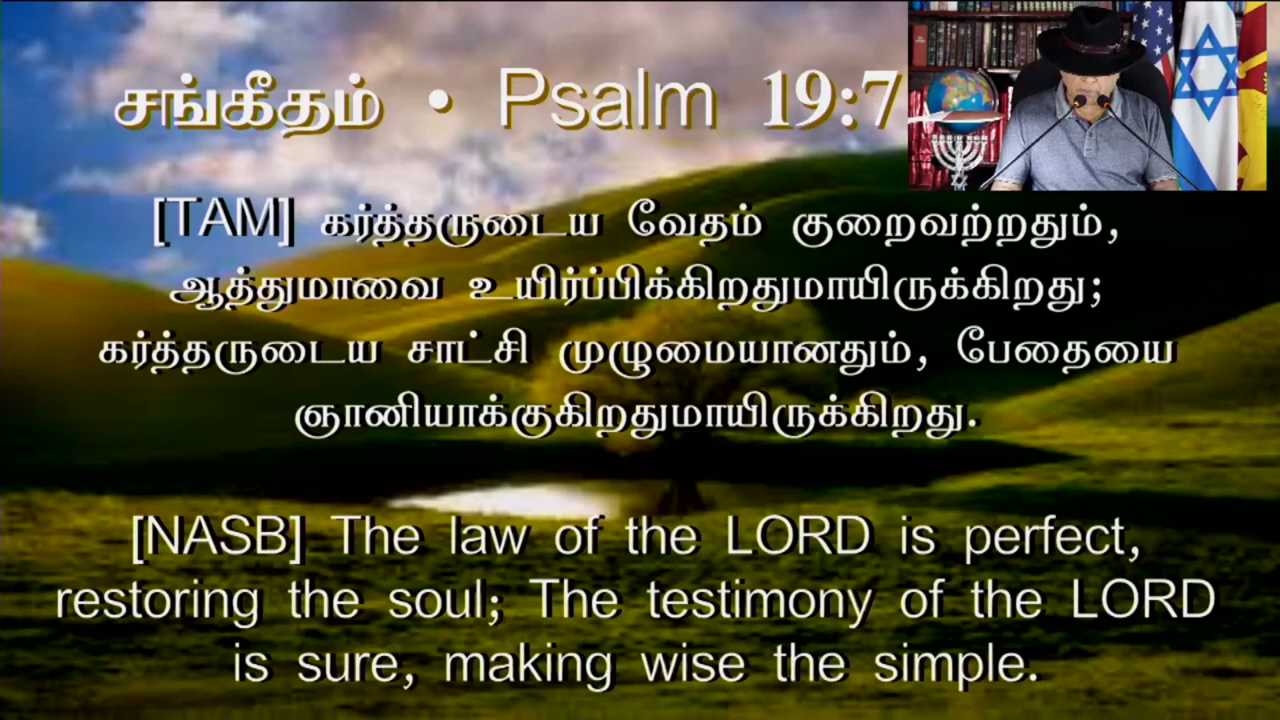 சங்கீதம் • Psalm 19:7
[TAM] கர்த்தருடைய வேதம் குறைவற்றதும்,
ஆத்துமாவை உயிர்ப்பிக்கிறதுமாயிருக்கிறது;
கர்த்தருடைய சாட்சி முழுமையானதும், பேதையை
ஞானியாக்குகிறதுமாயிருக்கிறது.
[NASB] The law of the LORD is perfect,
restoring the soul; The testimony of the LORD
is sure, making wise the simple.